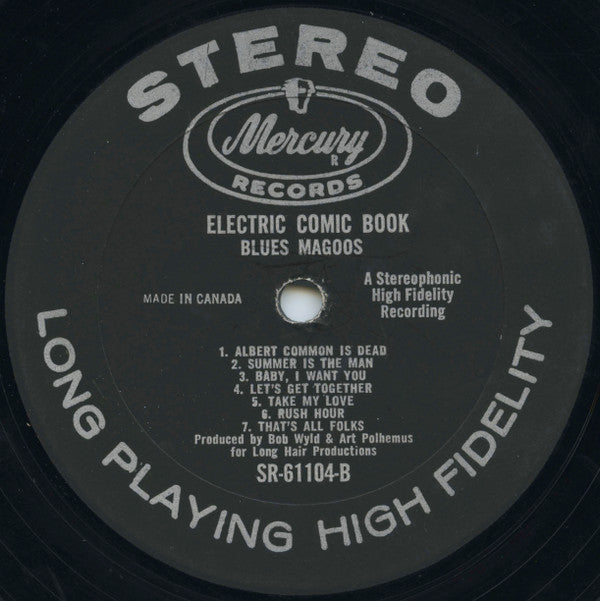 STEREO
Mercury
R
RECORDS
ELECTRIC COMIC BOOK
BLUES MAGOOS
MADE IN CANADA
A Stereophonic
High Fidelity
Recording
1. ALBERT COMMON IS DEAD
2. SUMMER IS THE MAN
3. BABY, I WANT YOU
4. LET'S GET TOGETHER
5. TAKE MY LOVE
6. RUSH HOUR
7. THAT'S ALL FOLKS
Produced by Bob Wyld & Art Polhemus
for Long Hair Productions
SR-61104-B
LONG PLAYING HIGH FIDELITY